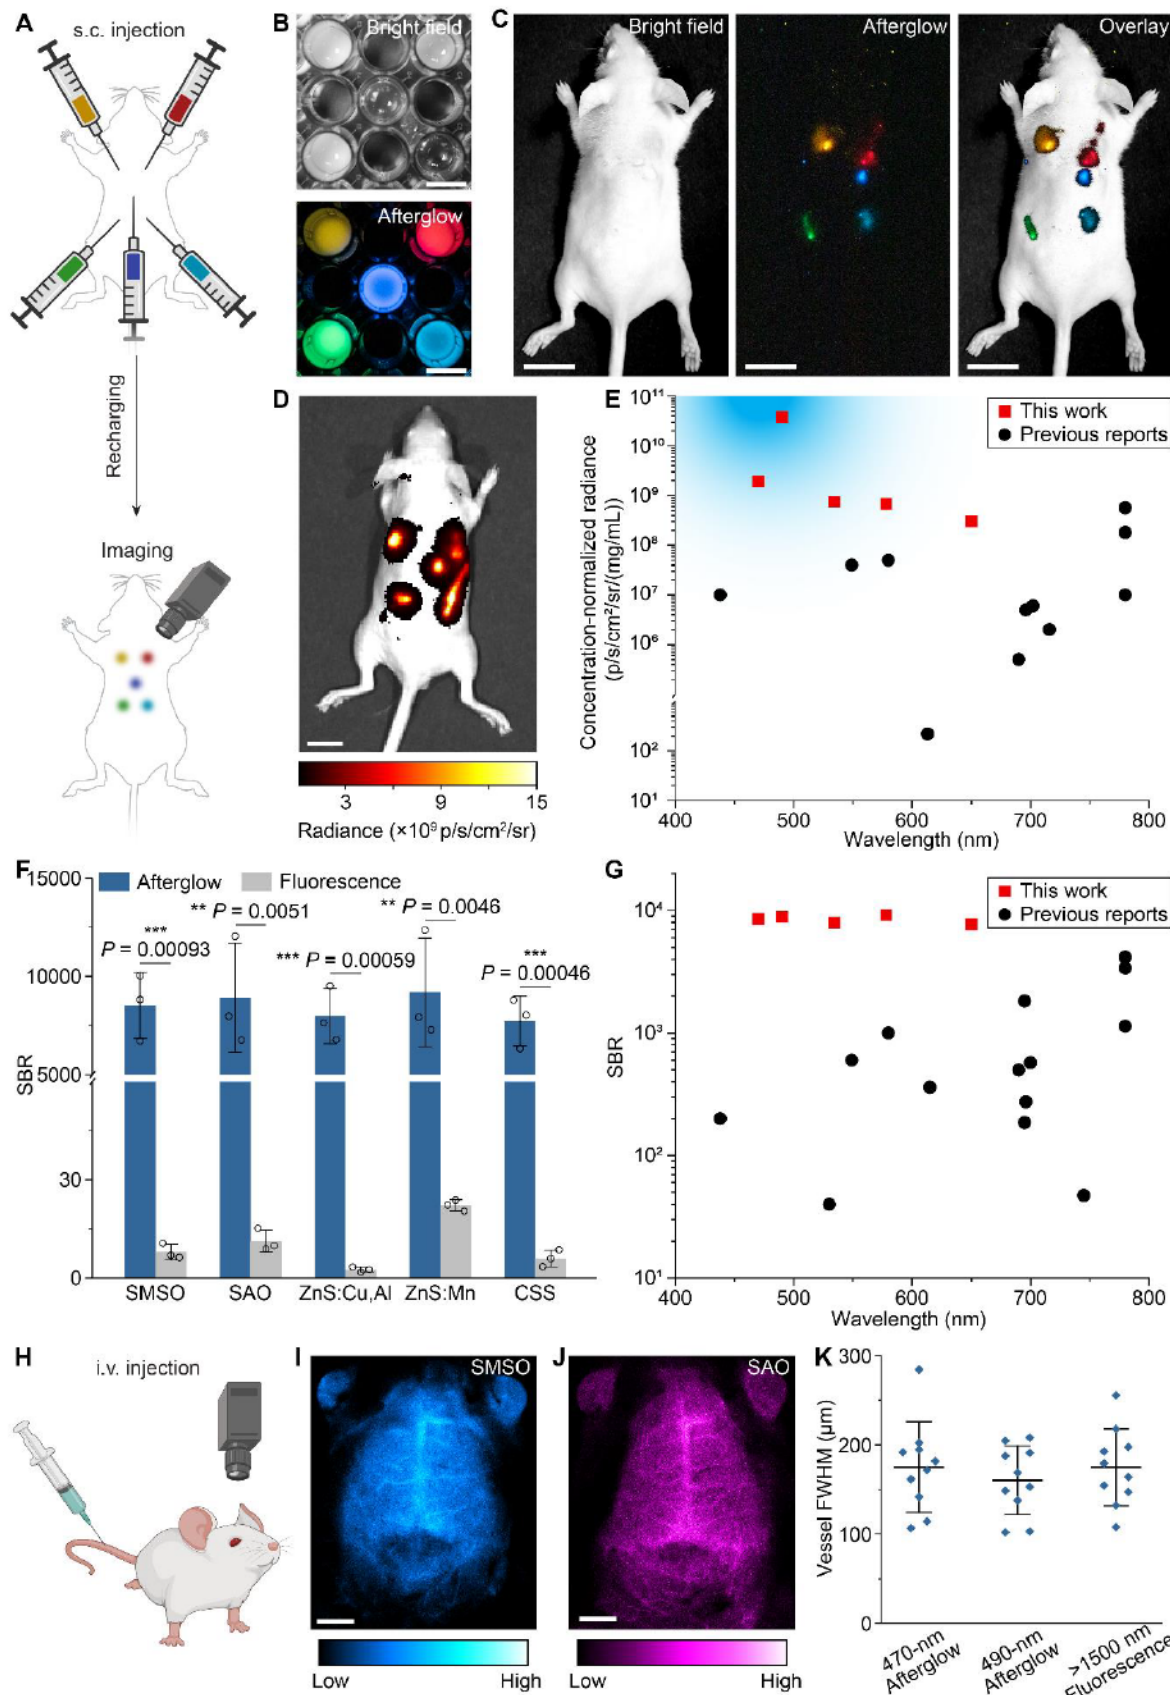 A
s.c. injection
Recharging
Imaging
B
Bright field
Afterglow
C
Bright field
Afterglow
Overlay
D
3
9
15
Radiance (×10⁹ p/s/cm²/sr)
E
This work
Previous reports
Concentration-normalized radiance
(p/s/cm²/sr/(mg/mL))
10¹¹
10¹⁰
10⁹
10⁸
10⁷
10⁶
10²
10¹
400
500
600
700
800
Wavelength (nm)
F
Afterglow
Fluorescence
15000
10000
5000
30
0
SBR
***
P = 0.00093
** P = 0.0051
*** P = 0.00059
** P = 0.0046
***
P = 0.00046
SMSO
SAO
ZnS:Cu,Al
ZnS:Mn
CSS
G
This work
Previous reports
SBR
10⁴
10³
10²
10¹
400
500
600
700
800
Wavelength (nm)
H
i.v. injection
I
SMSO
Low
High
J
SAO
Low
High
K
Vessel FWHM (µm)
300
200
100
0
470-nm
Afterglow
490-nm
Afterglow
>1500 nm
Fluorescence